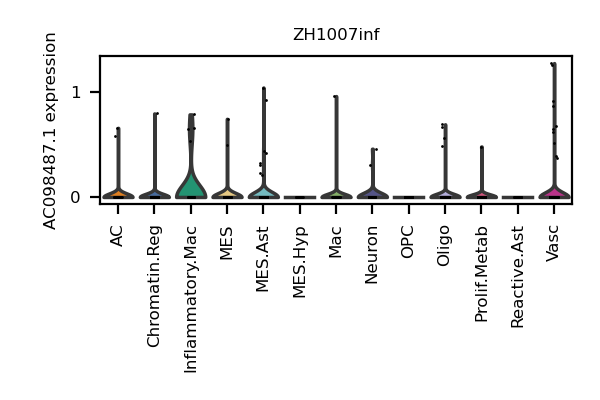 ZH1007inf
AC098487.1 expression
1
0
AC
Chromatin.Reg
Inflammatory.Mac
MES
MES.Ast
MES.Hyp
Mac
Neuron
OPC
Oligo
Prolif.Metab
Reactive.Ast
Vasc